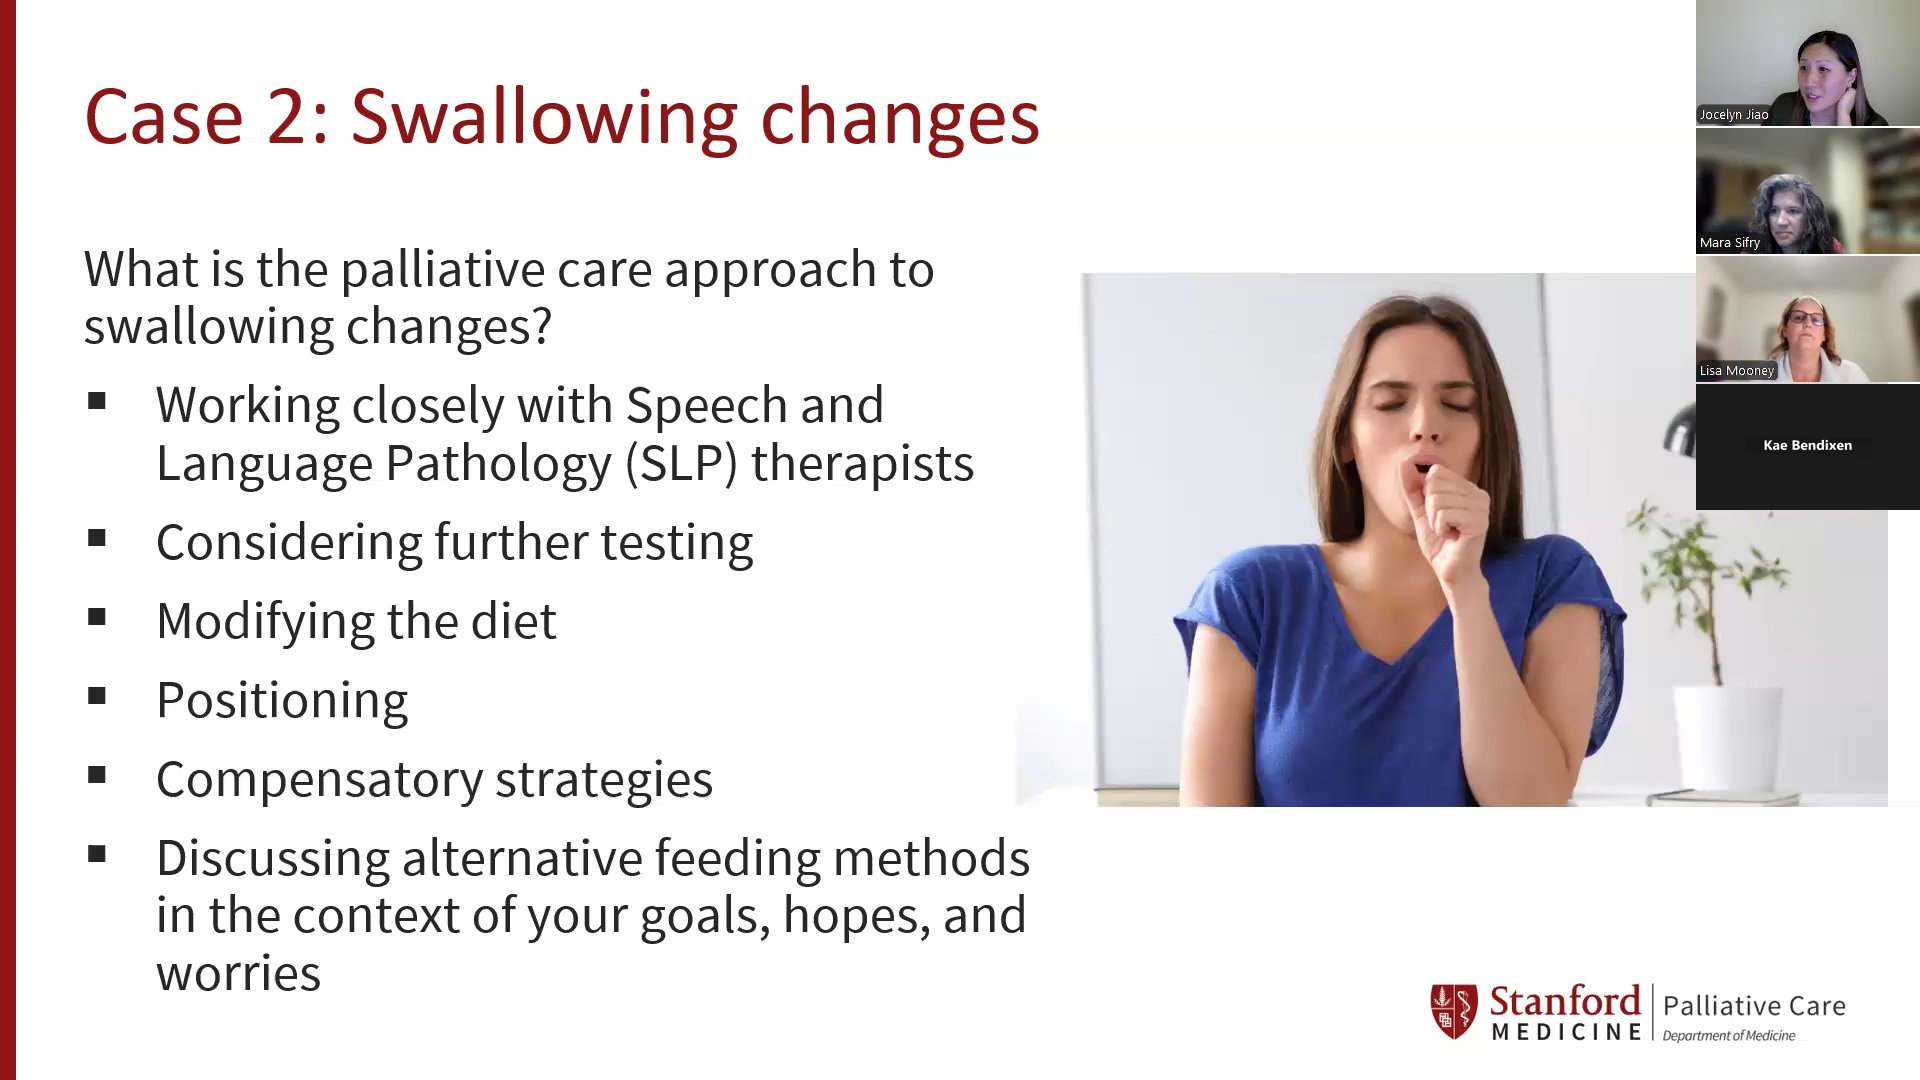 Case 2: Swallowing changes
What is the palliative care approach to
swallowing changes?
▪ Working closely with Speech and
Language Pathology (SLP) therapists
▪ Considering further testing
▪ Modifying the diet
▪ Positioning
▪ Compensatory strategies
▪ Discussing alternative feeding methods
in the context of your goals, hopes, and
worries
Jocelyn Jiao
Mara Sifry
Lisa Mooney
Kae Bendixen
Stanford
MEDICINE
Palliative Care
Department of Medicine